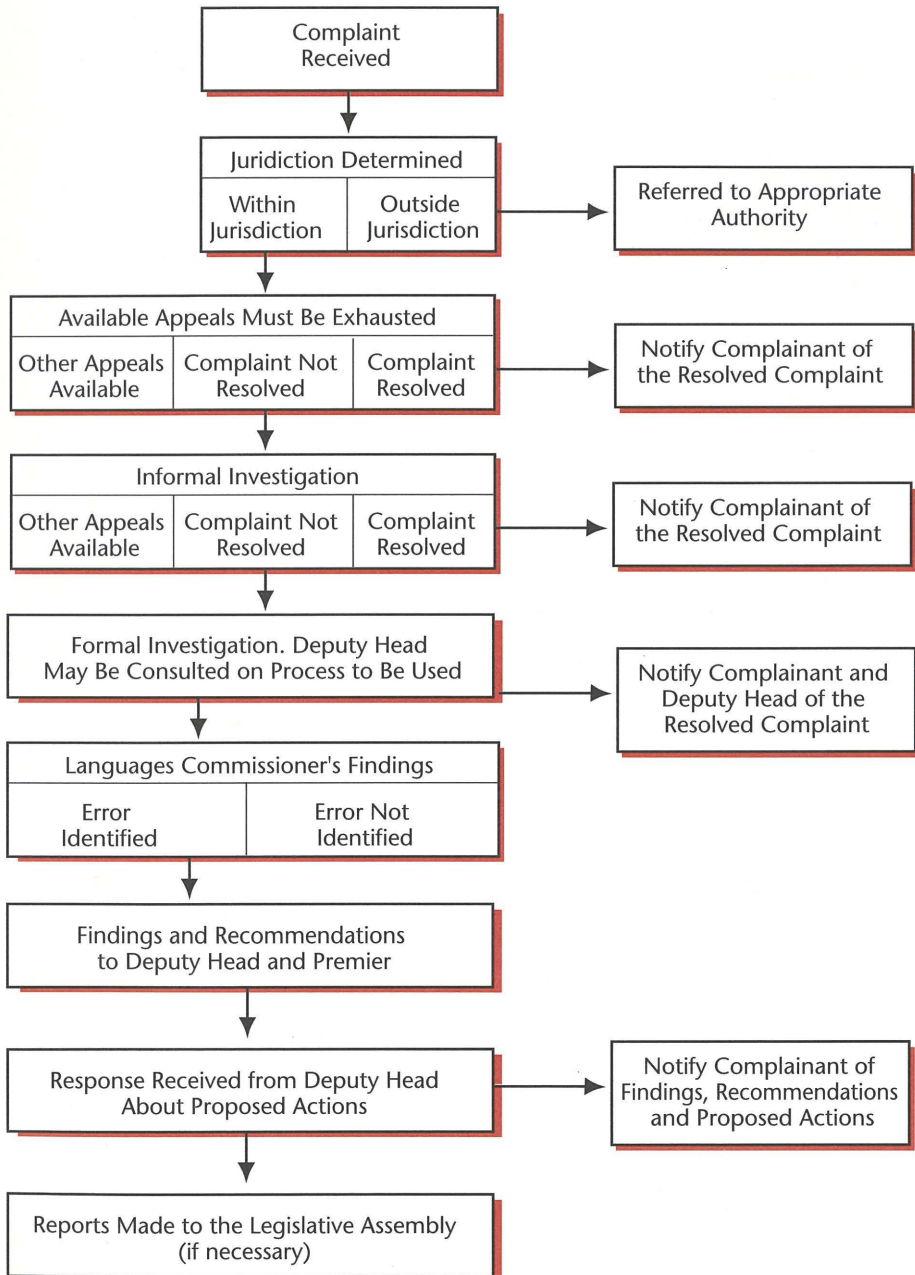 Complaint
Received
Juridiction Determined
Within
Jurisdiction
Outside
Jurisdiction
Referred to Appropriate
Authority
Available Appeals Must Be Exhausted
Other Appeals
Available
Complaint Not
Resolved
Complaint
Resolved
Notify Complainant of
the Resolved Complaint
Informal Investigation
Other Appeals
Available
Complaint Not
Resolved
Complaint
Resolved
Notify Complainant of
the Resolved Complaint
Formal Investigation. Deputy Head
May Be Consulted on Process to Be Used
Notify Complainant and
Deputy Head of the
Resolved Complaint
Languages Commissioner's Findings
Error
Identified
Error Not
Identified
Findings and Recommendations
to Deputy Head and Premier
Response Received from Deputy Head
About Proposed Actions
Notify Complainant of
Findings, Recommendations
and Proposed Actions
Reports Made to the Legislative Assembly
(if necessary)